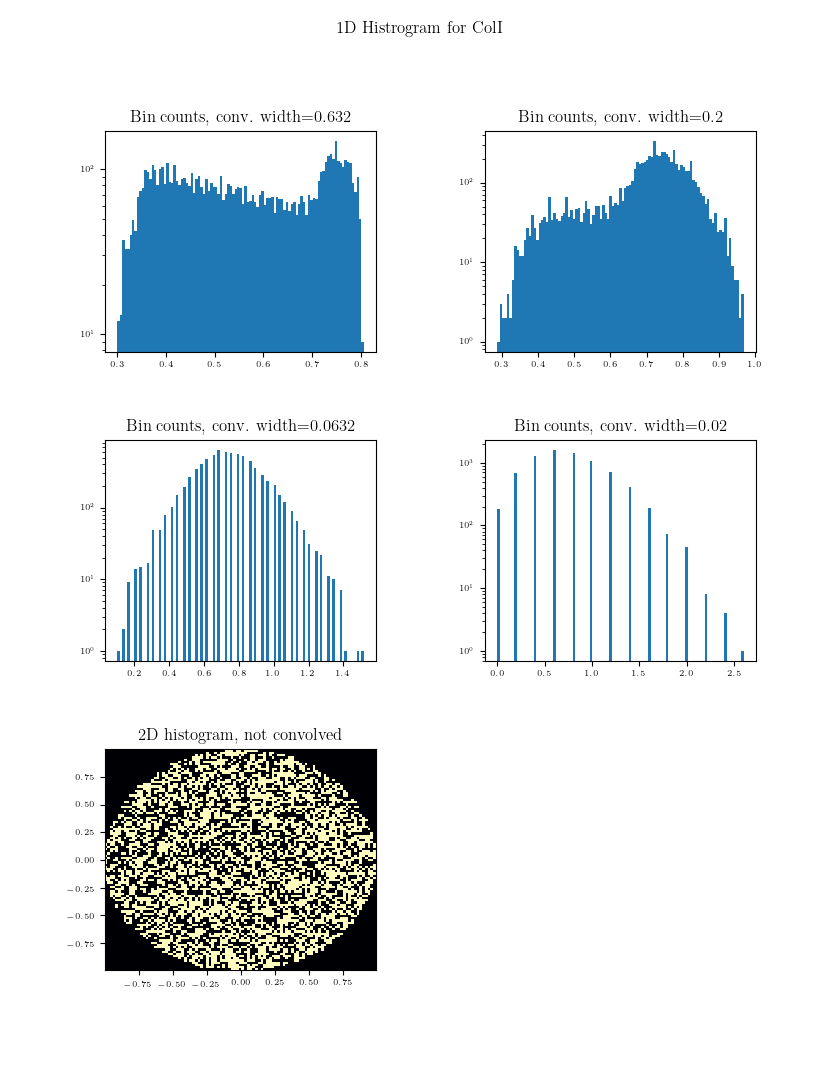 1D Histrogram for ColI
Bin counts, conv. width=0.632
10²
10¹
0.3 0.4 0.5 0.6 0.7 0.8
Bin counts, conv. width=0.2
10²
10¹
10⁰
0.3 0.4 0.5 0.6 0.7 0.8 0.9 1.0
Bin counts, conv. width=0.0632
10²
10¹
10⁰
0.2 0.4 0.6 0.8 1.0 1.2 1.4
Bin counts, conv. width=0.02
10³
10²
10¹
10⁰
0.0 0.5 1.0 1.5 2.0 2.5
2D histogram, not convolved
0.75
0.50
0.25
0.00
−0.25
−0.50
−0.75
−0.75 −0.50 −0.25 0.00 0.25 0.50 0.75